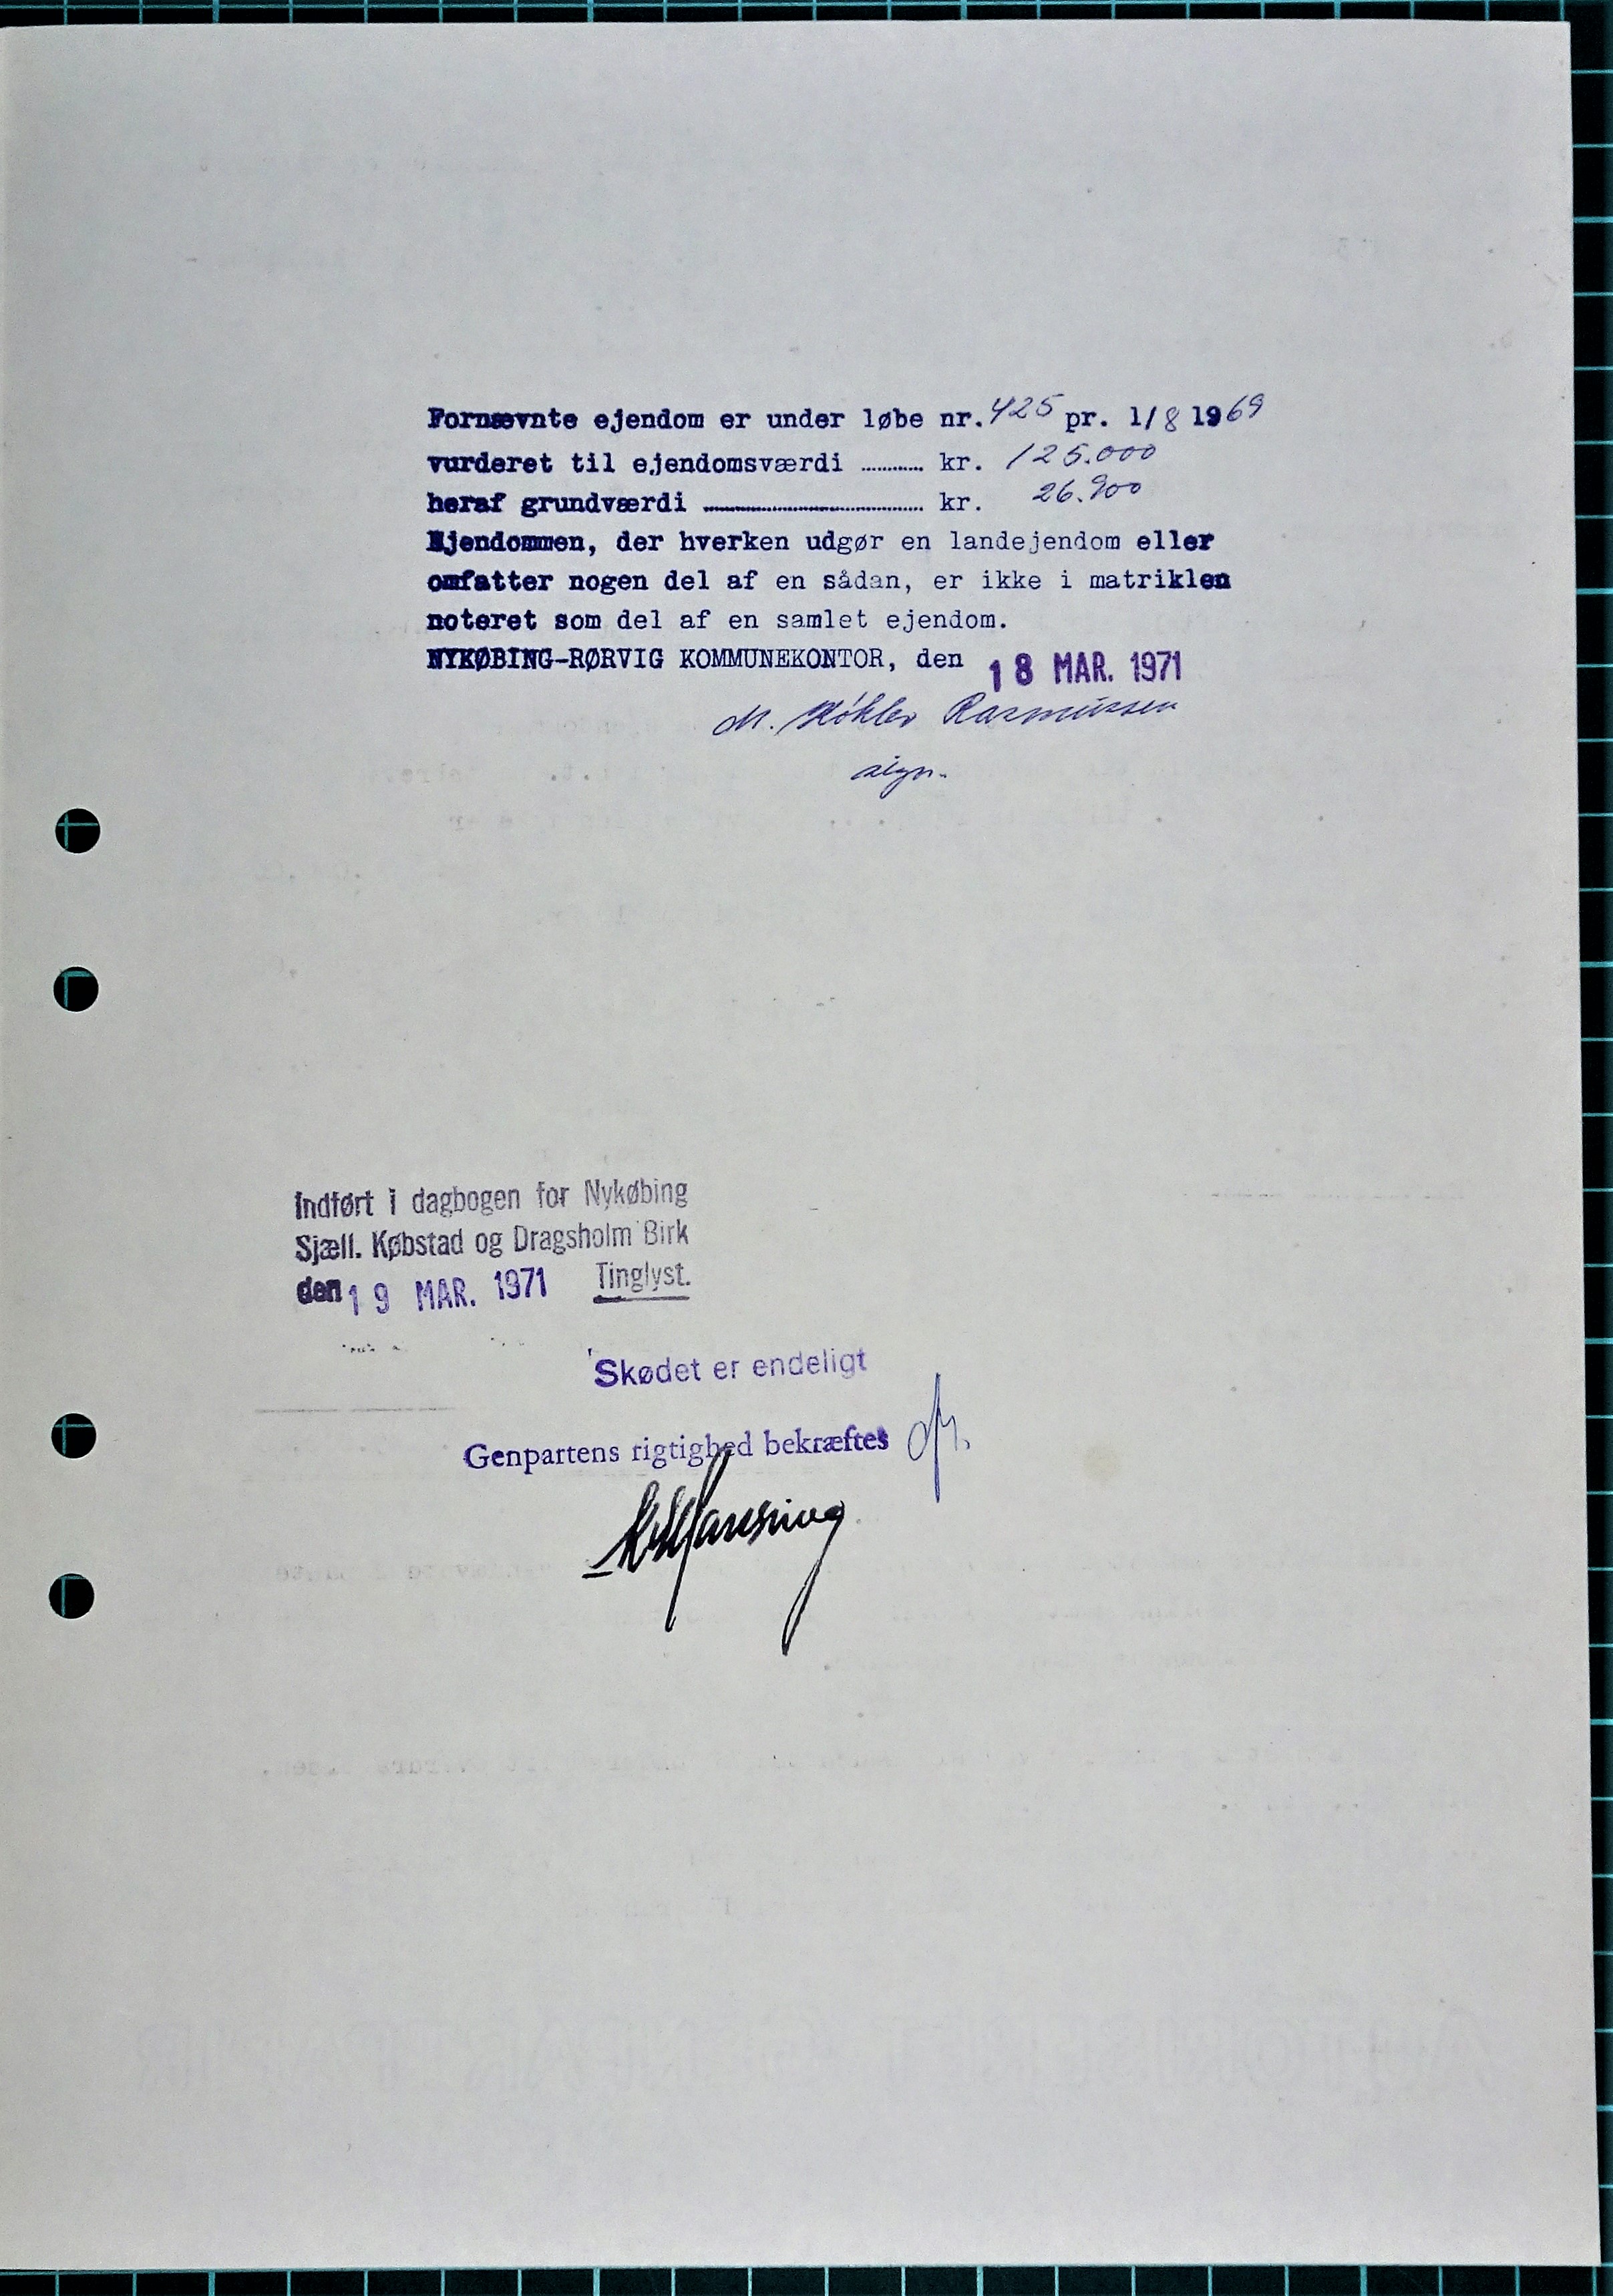 Fornævnte ejendom er under løbe nr. 425 pr. 1/8 1969
vurderet til ejendomsværdi ............ kr. 125.000
heraf grundværdi ............ kr. 26.900
Ejendommen, der hverken udgør en landejendom eller
omfatter nogen del af en sådan, er ikke i matriklen
noteret som del af en samlet ejendom.
NYKØBING-RØRVIG KOMMUNEKONTOR, den 18 MAR. 1971
M. Köhler Rasmussen
sign.
Indført i dagbogen for Nykøbing
Sjæll. Købstad og Dragsholm Birk
den 19 MAR. 1971 Tinglyst.
Skødet er endeligt
Genpartens rigtighed bekræftes